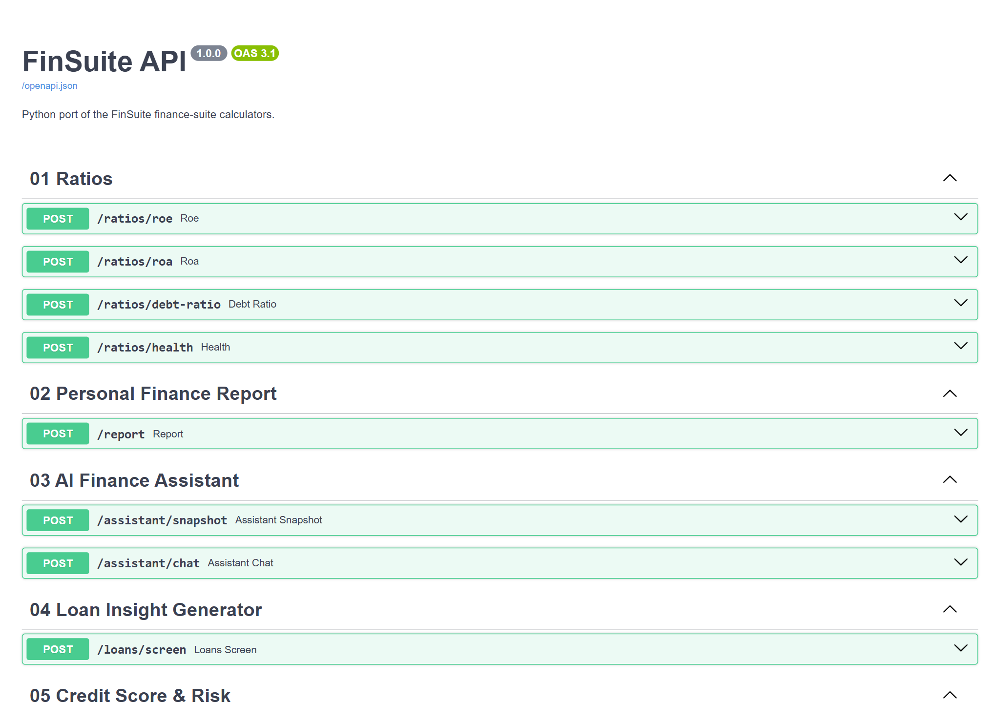 FinSuite API 1.0.0 OAS 3.1
/openapi.json
Python port of the FinSuite finance-suite calculators.
01 Ratios
POST /ratios/roe Roe
POST /ratios/roa Roa
POST /ratios/debt-ratio Debt Ratio
POST /ratios/health Health
02 Personal Finance Report
POST /report Report
03 AI Finance Assistant
POST /assistant/snapshot Assistant Snapshot
POST /assistant/chat Assistant Chat
04 Loan Insight Generator
POST /loans/screen Loans Screen
05 Credit Score & Risk